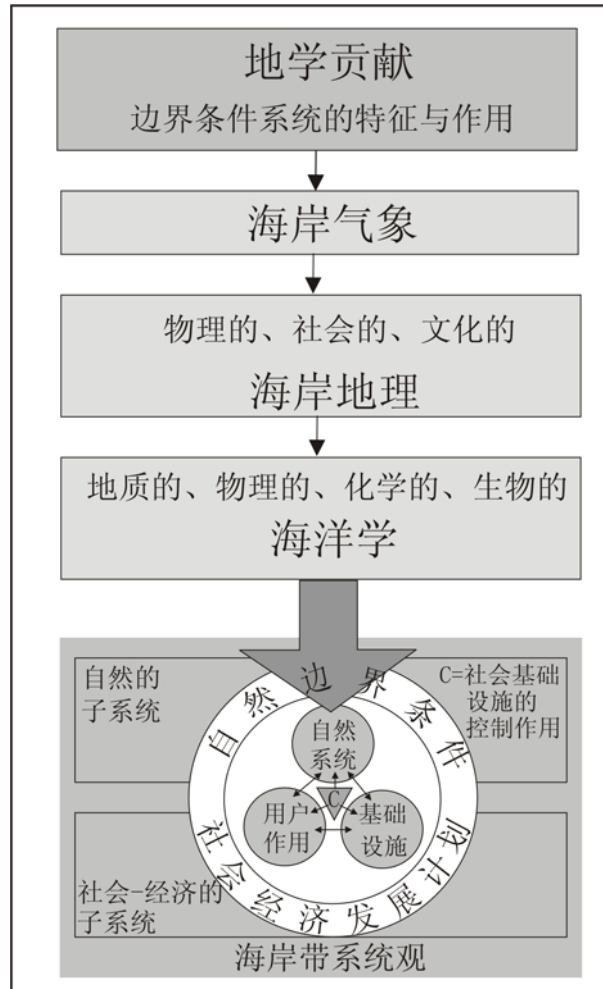 地学贡献
边界条件系统的特征与作用
海岸气象
物理的、社会的、文化的
海岸地理
地质的、物理的、化学的、生物的
海洋学
自然的
子系统
C=社会基础
设施的
控制作用
自然边界条件
自然
系统
C
用户
作用
基础
设施
社会经济发展计划
社会-经济的
子系统
海岸带系统观